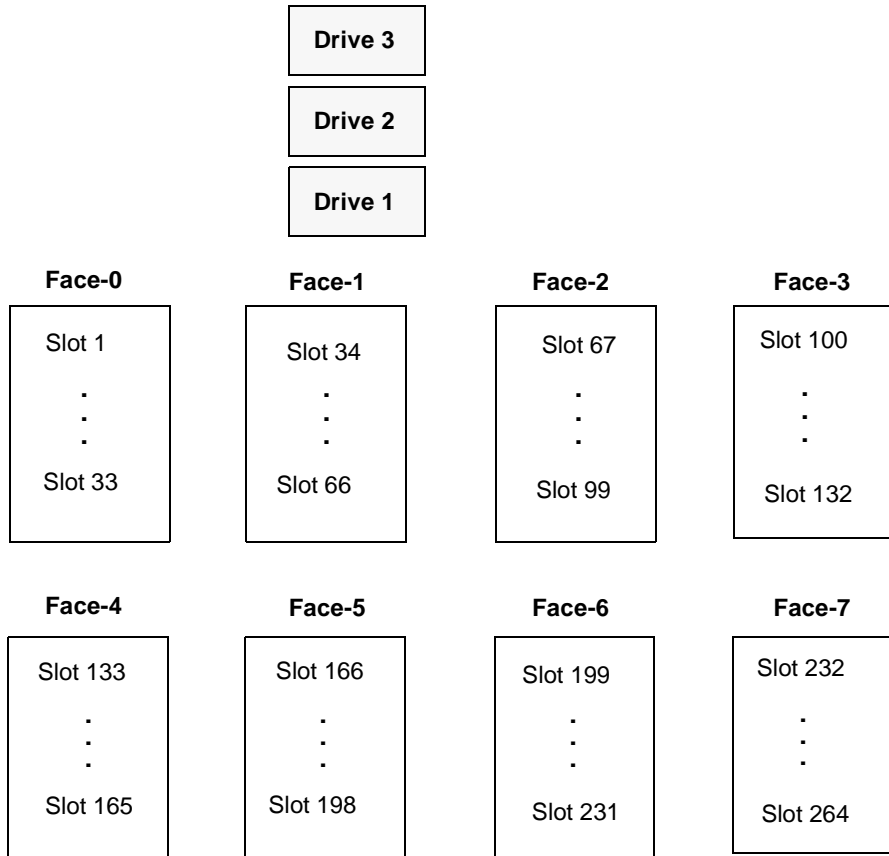 Drive 3
Drive 2
Drive 1
Face-0
Face-1
Face-2
Face-3
Slot 1
.
.
.
Slot 33
Slot 34
.
.
.
Slot 66
Slot 67
.
.
.
Slot 99
Slot 100
.
.
.
Slot 132
Face-4
Face-5
Face-6
Face-7
Slot 133
.
.
.
Slot 165
Slot 166
.
.
.
Slot 198
Slot 199
.
.
.
Slot 231
Slot 232
.
.
.
Slot 264